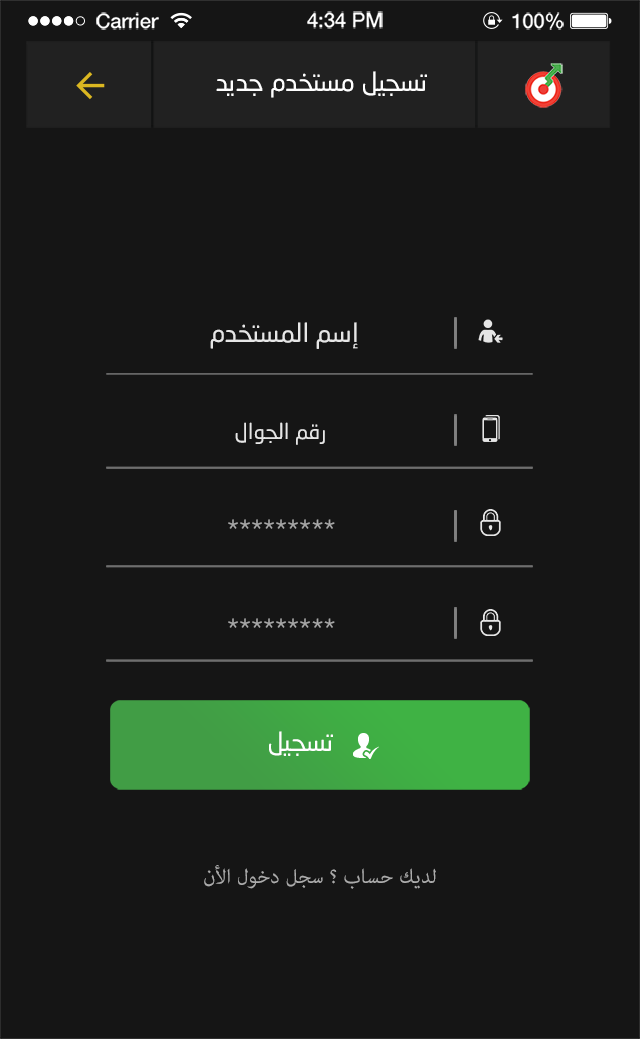 Carrier 4:34 PM 100%
تسجيل مستخدم جديد
إسم المستخدم
رقم الجوال
*********
*********
تسجيل
لديك حساب ؟ سجل دخول الأن